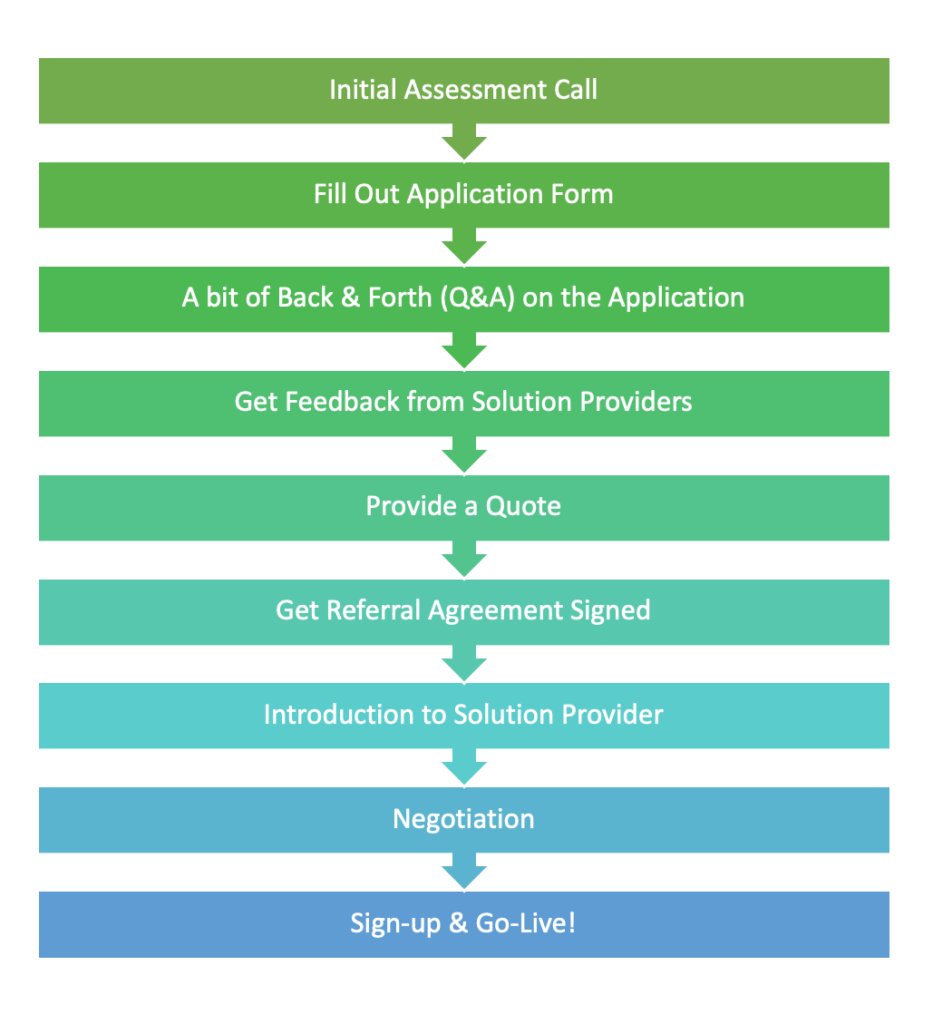 Initial Assessment Call
Fill Out Application Form
A bit of Back & Forth (Q&A) on the Application
Get Feedback from Solution Providers
Provide a Quote
Get Referral Agreement Signed
Introduction to Solution Provider
Negotiation
Sign-up & Go-Live!